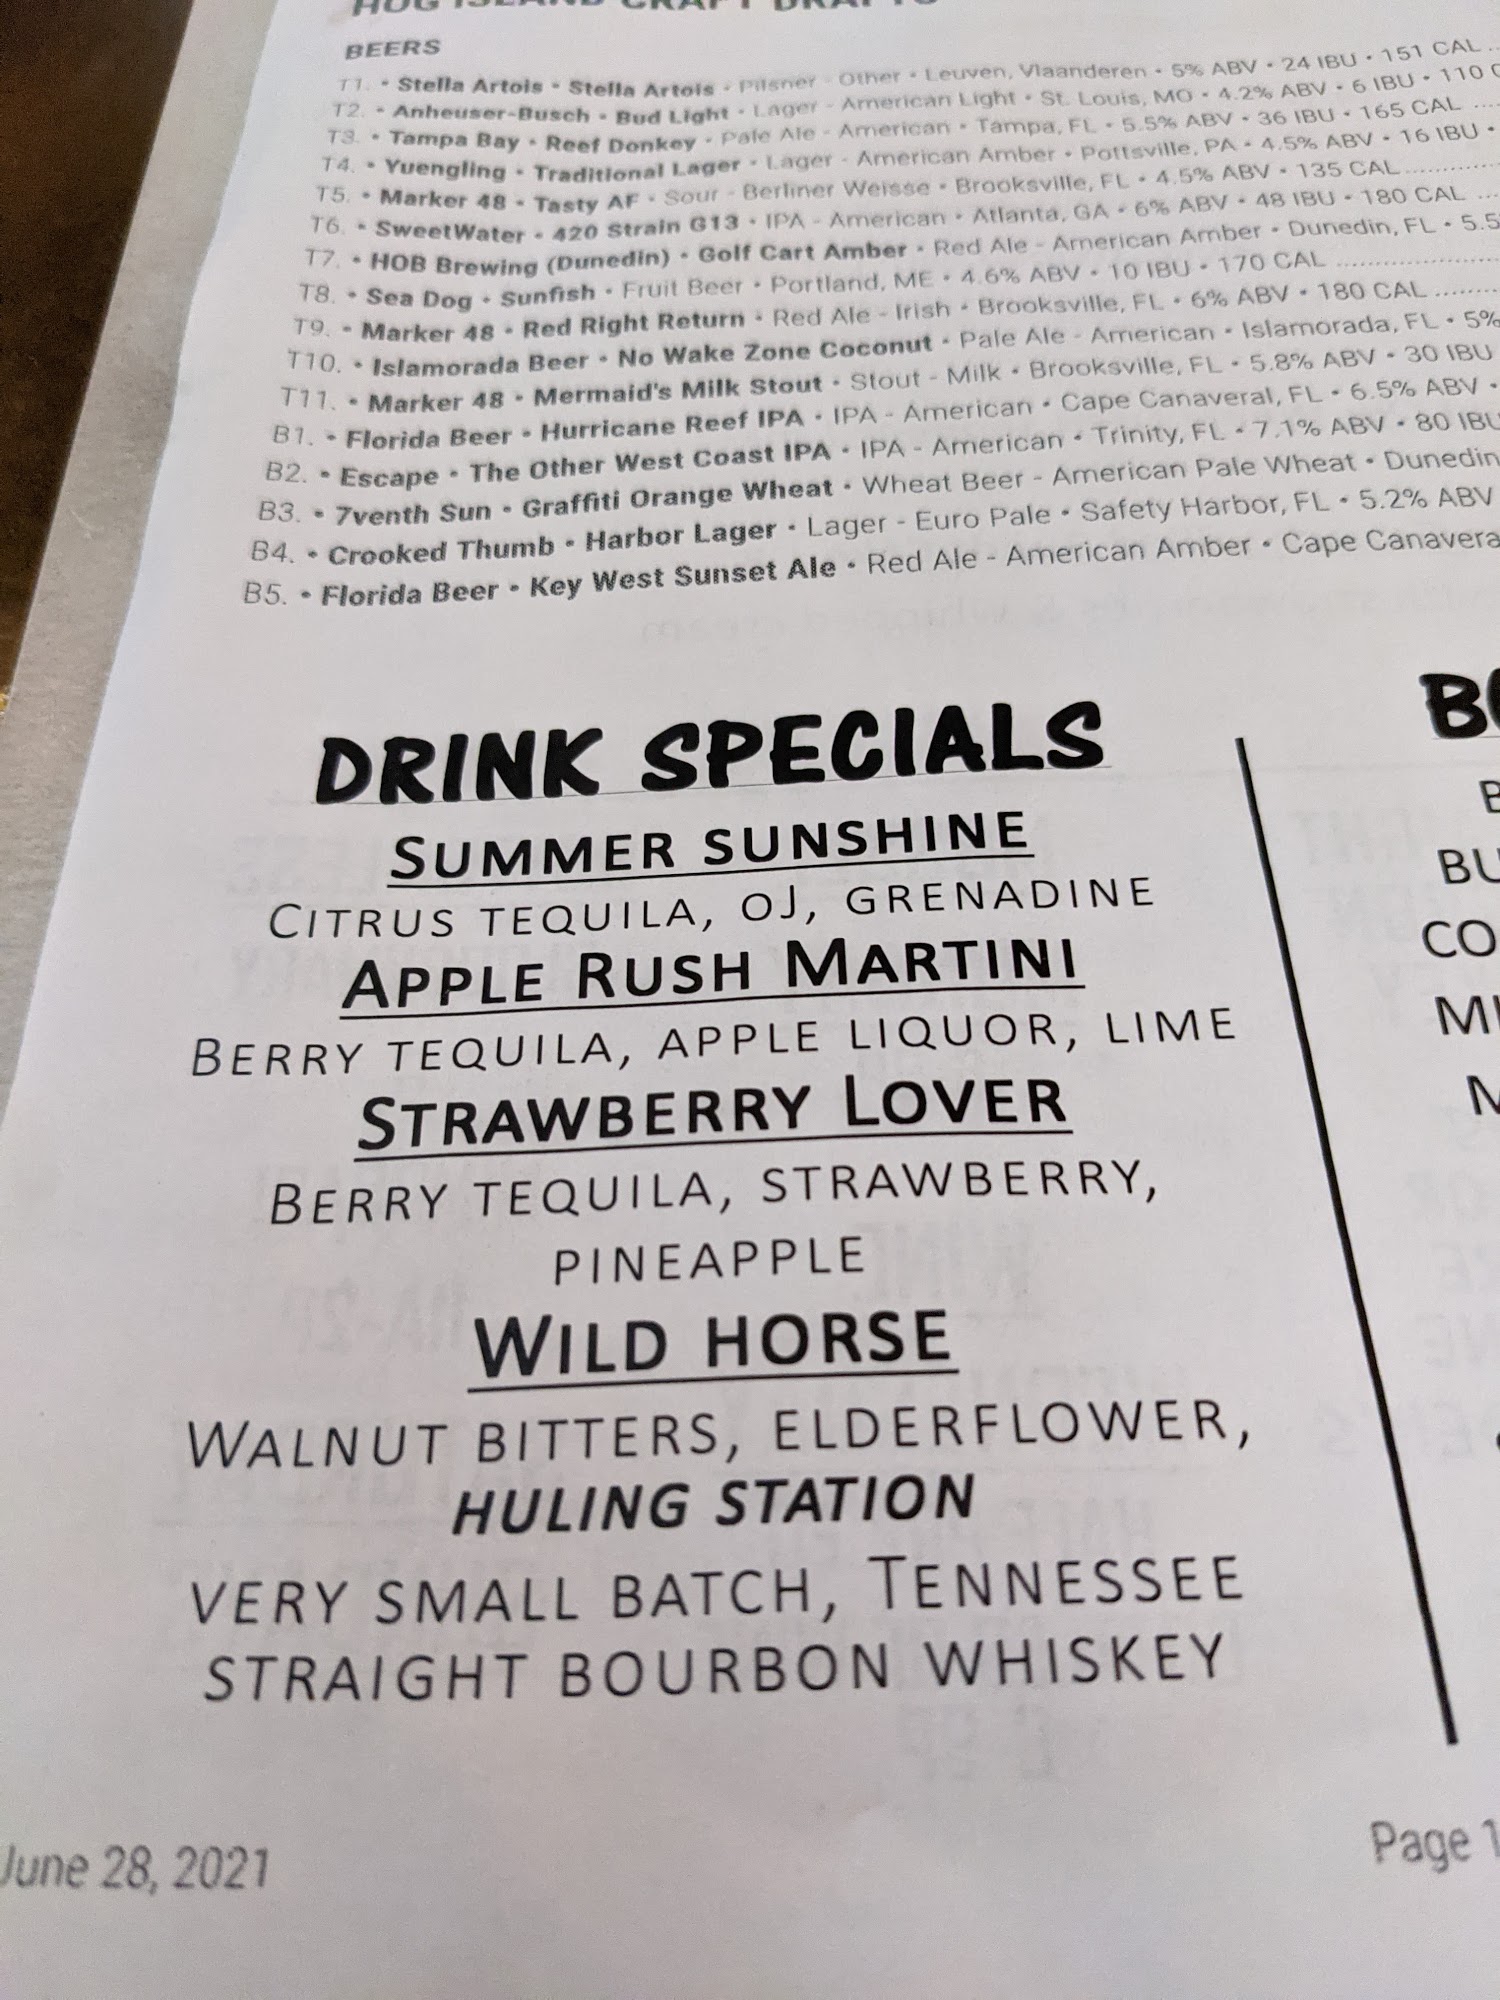 HOG ISLAND CRAFT DRAFTS
BEERS
T1. • Stella Artois • Stella Artois • Pilsner - Other • Leuven, Vlaanderen • 5% ABV • 24 IBU • 151 CAL ..
T2. • Anheuser-Busch • Bud Light • Lager - American Light • St. Louis, MO • 4.2% ABV • 6 IBU • 110 C
T3. • Tampa Bay • Reef Donkey • Pale Ale - American • Tampa, FL • 5.5% ABV • 36 IBU • 165 CAL ....
T4. • Yuengling • Traditional Lager • Lager - American Amber • Pottsville, PA • 4.5% ABV • 16 IBU •
T5. • Marker 48 • Tasty AF • Sour - Berliner Weisse • Brooksville, FL • 4.5% ABV • 135 CAL ..............
T6. • SweetWater • 420 Strain G13 • IPA - American • Atlanta, GA • 6% ABV • 48 IBU • 180 CAL ....
T7. • HOB Brewing (Dunedin) • Golf Cart Amber • Red Ale - American Amber • Dunedin, FL • 5.5
T8. • Sea Dog • Sunfish • Fruit Beer • Portland, ME • 4.6% ABV • 10 IBU • 170 CAL ....................
T9. • Marker 48 • Red Right Return • Red Ale - Irish • Brooksville, FL • 6% ABV • 180 CAL ........
T10. • Islamorada Beer • No Wake Zone Coconut • Pale Ale - American • Islamorada, FL • 5%
T11. • Marker 48 • Mermaid's Milk Stout • Stout - Milk • Brooksville, FL • 5.8% ABV • 30 IBU
B1. • Florida Beer • Hurricane Reef IPA • IPA - American • Cape Canaveral, FL • 6.5% ABV •
B2. • Escape • The Other West Coast IPA • IPA - American • Trinity, FL • 7.1% ABV • 80 IBU
B3. • 7venth Sun • Graffiti Orange Wheat • Wheat Beer - American Pale Wheat • Dunedin
B4. • Crooked Thumb • Harbor Lager • Lager - Euro Pale • Safety Harbor, FL • 5.2% ABV
B5. • Florida Beer • Key West Sunset Ale • Red Ale - American Amber • Cape Canavera
DRINK SPECIALS
SUMMER SUNSHINE
CITRUS TEQUILA, OJ, GRENADINE
APPLE RUSH MARTINI
BERRY TEQUILA, APPLE LIQUOR, LIME
STRAWBERRY LOVER
BERRY TEQUILA, STRAWBERRY,
PINEAPPLE
WILD HORSE
WALNUT BITTERS, ELDERFLOWER,
HULING STATION
VERY SMALL BATCH, TENNESSEE
STRAIGHT BOURBON WHISKEY
BU
CO
June 28, 2021
Page 1